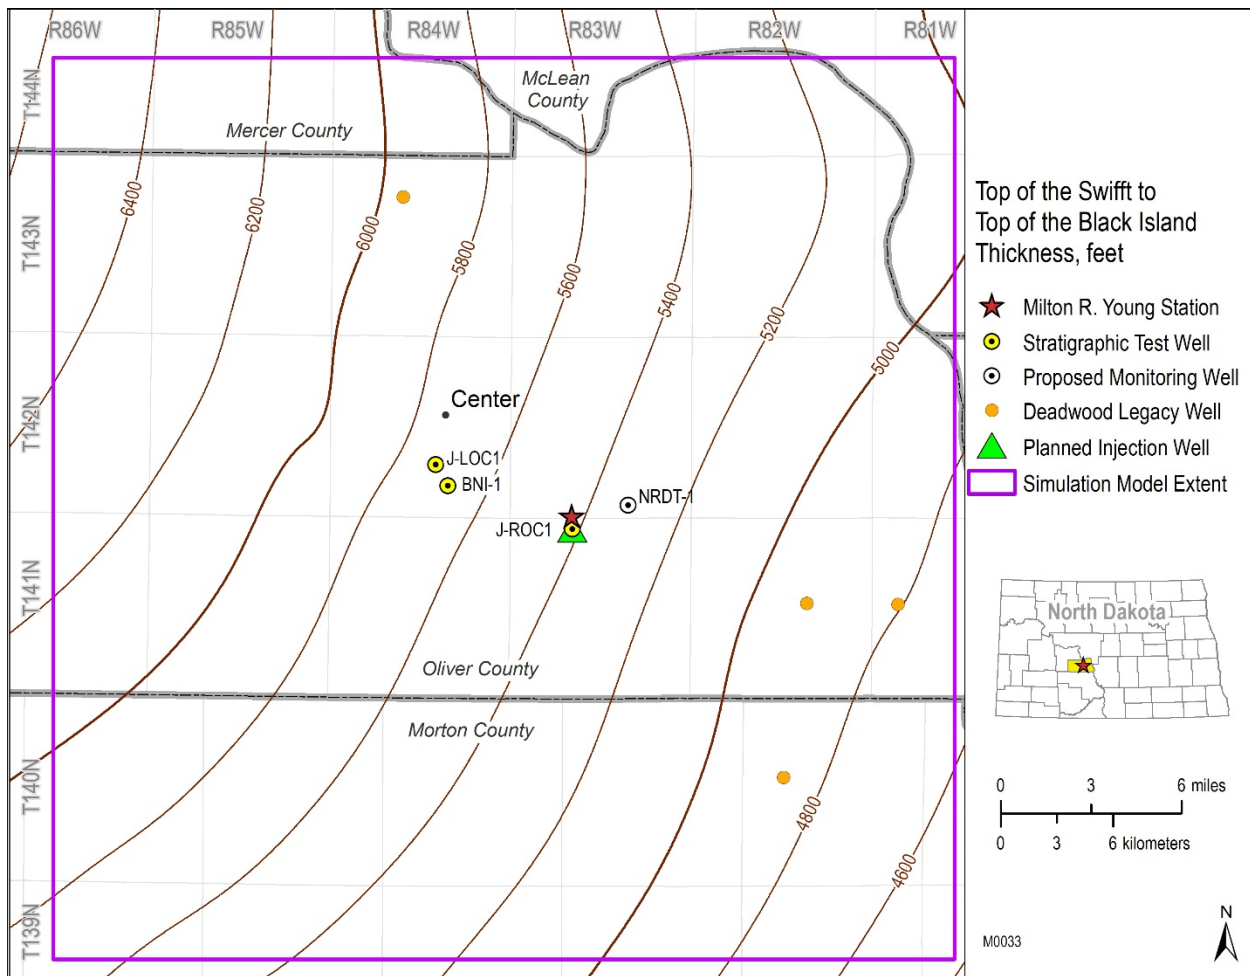 R86W
R85W
R84W
R83W
R82W
R81W
T144N
McLean
County
Mercer County
6400
6200
6000
5800
5600
5400
5200
5000
T143N
Center
T142N
J-LOC1
BNI-1
NRDT-1
J-ROC1
T141N
Oliver County
Morton County
T140N
4800
4600
T139N
Top of the Swifft to
Top of the Black Island
Thickness, feet
Milton R. Young Station
Stratigraphic Test Well
Proposed Monitoring Well
Deadwood Legacy Well
Planned Injection Well
Simulation Model Extent
North Dakota
0 3 6 miles
0 3 6 kilometers
M0033
N